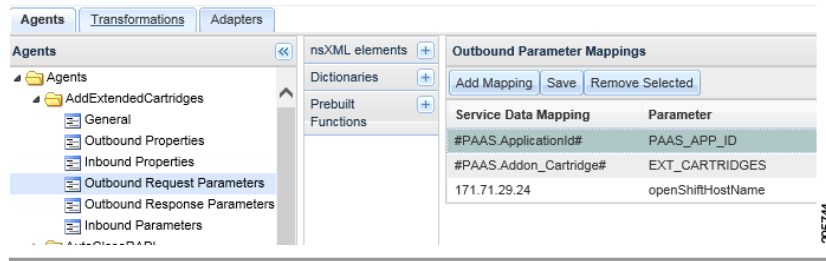 Agents Transformations Adapters
Agents
Agents
AddExtendedCartridges
General
Outbound Properties
Inbound Properties
Outbound Request Parameters
Outbound Response Parameters
Inbound Parameters
nsXML elements
Dictionaries
Prebuilt
Functions
Outbound Parameter Mappings
Add Mapping Save Remove Selected
Service Data Mapping Parameter
#PAAS.ApplicationId# PAAS_APP_ID
#PAAS.Addon_Cartridge# EXT_CARTRIDGES
171.71.29.24 openShiftHostName